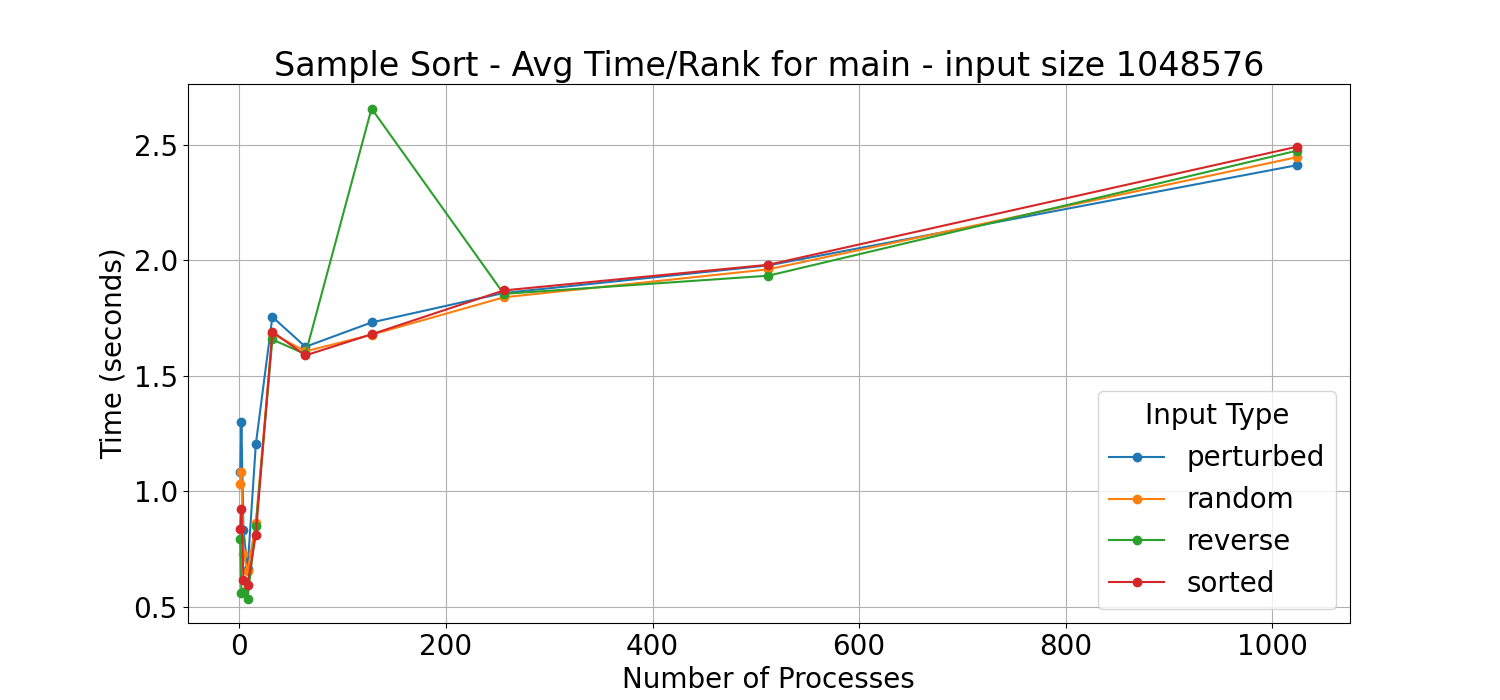 Sample Sort - Avg Time/Rank for main - input size 1048576
Time (seconds)
2.5
2.0
1.5
1.0
0.5
0 200 400 600 800 1000
Number of Processes
Input Type
perturbed
random
reverse
sorted